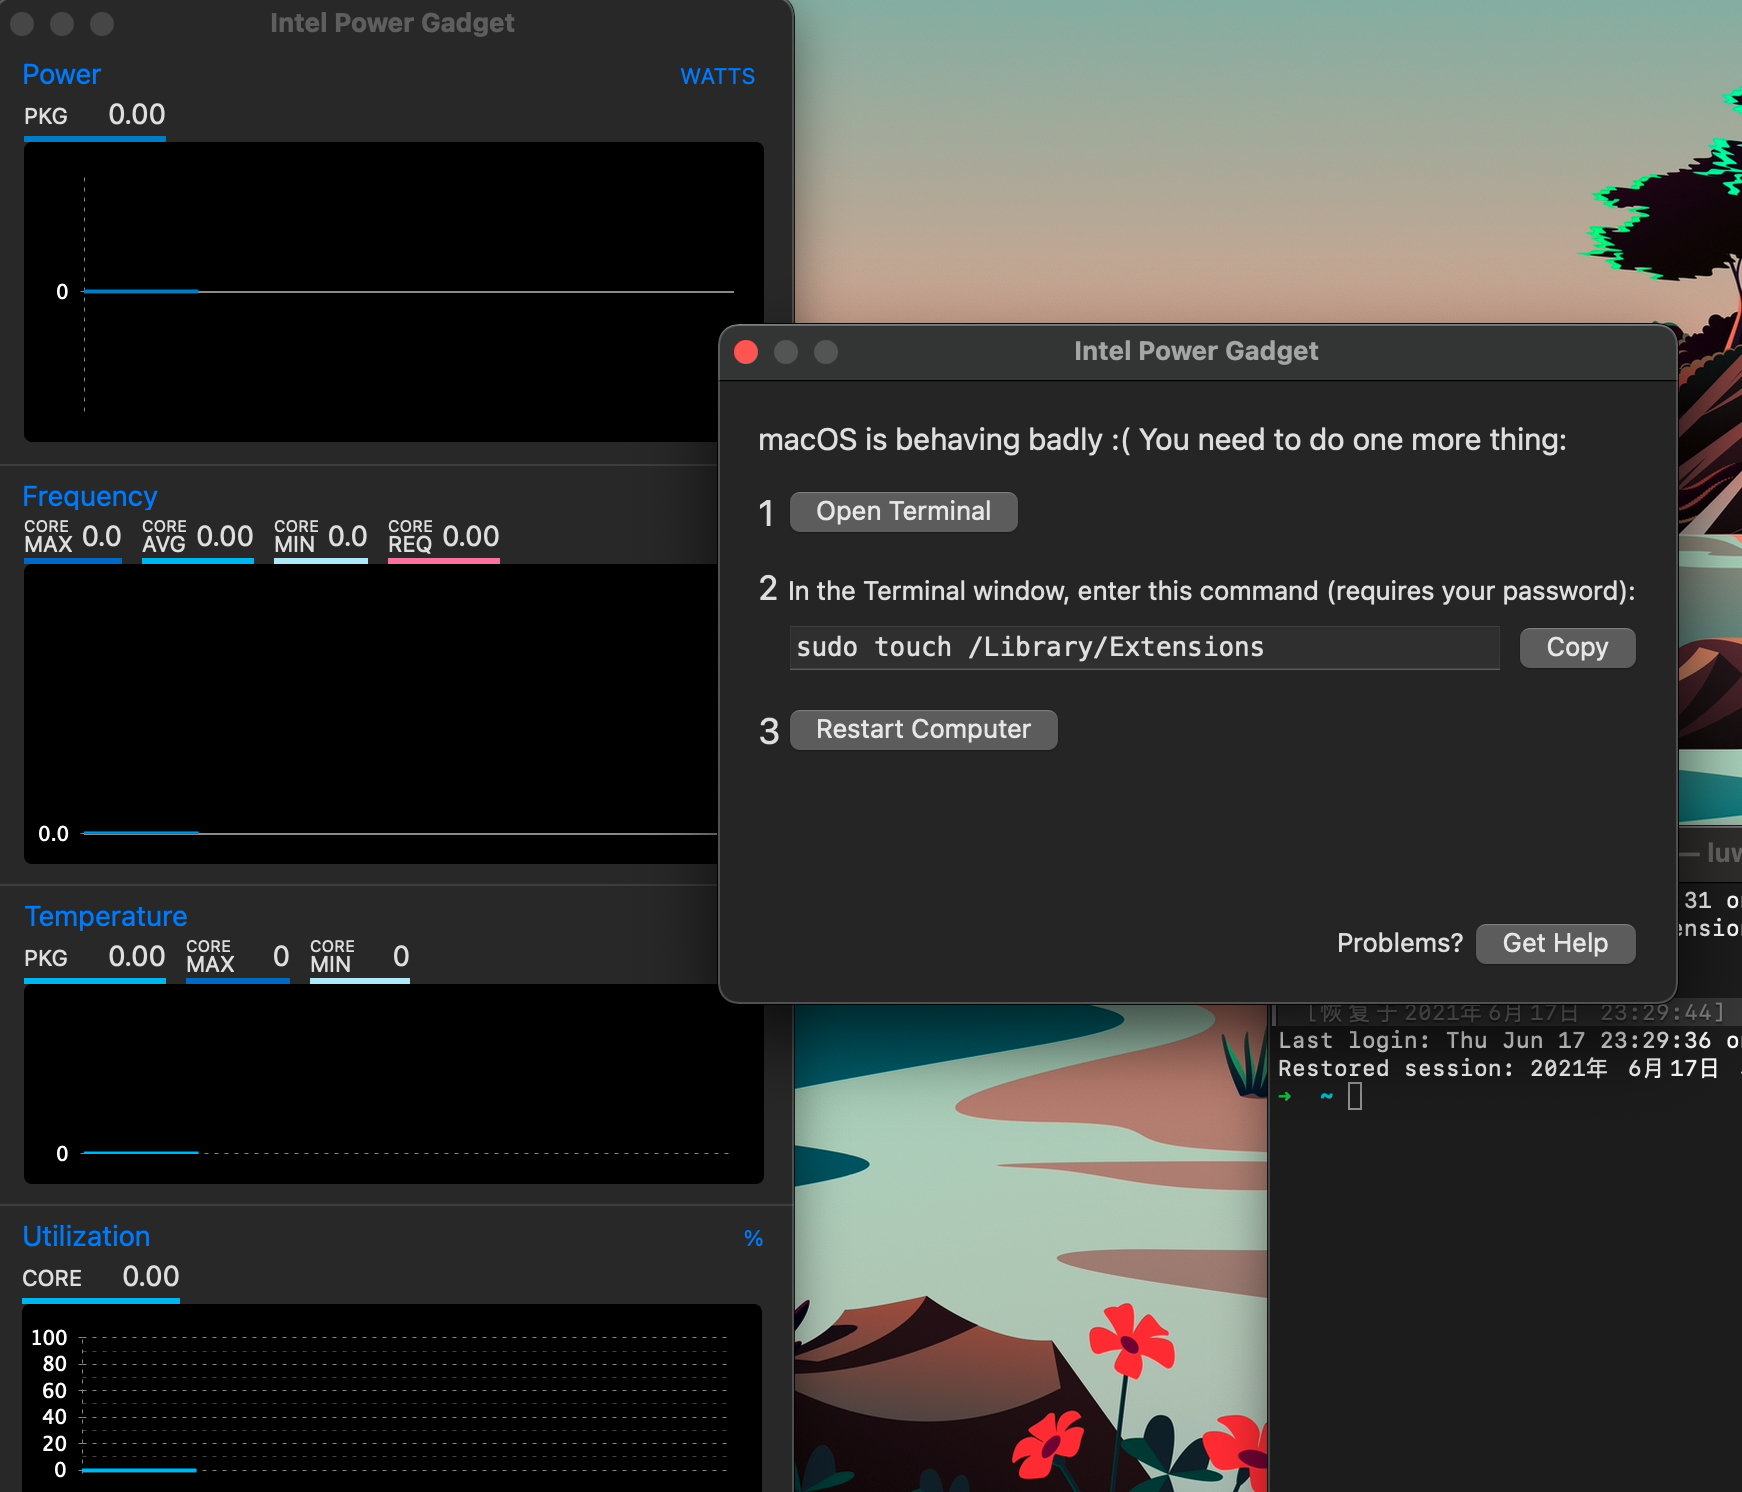 Intel Power Gadget
Power
WATTS
PKG 0.00
0
Frequency
CORE MAX 0.0 CORE AVG 0.00 CORE MIN 0.0 CORE REQ 0.00
0.0
Temperature
PKG 0.00 CORE MAX 0 CORE MIN 0
0
Utilization
%
CORE 0.00
100
80
60
40
20
0
Intel Power Gadget
macOS is behaving badly :( You need to do one more thing:
1 Open Terminal
2 In the Terminal window, enter this command (requires your password):
sudo touch /Library/Extensions
Copy
3 Restart Computer
Problems? Get Help
31
[恢复于2021年6月17日 23:29:44]
Last login: Thu Jun 17 23:29:36
Restored session: 2021年 6月17日
➜ ~